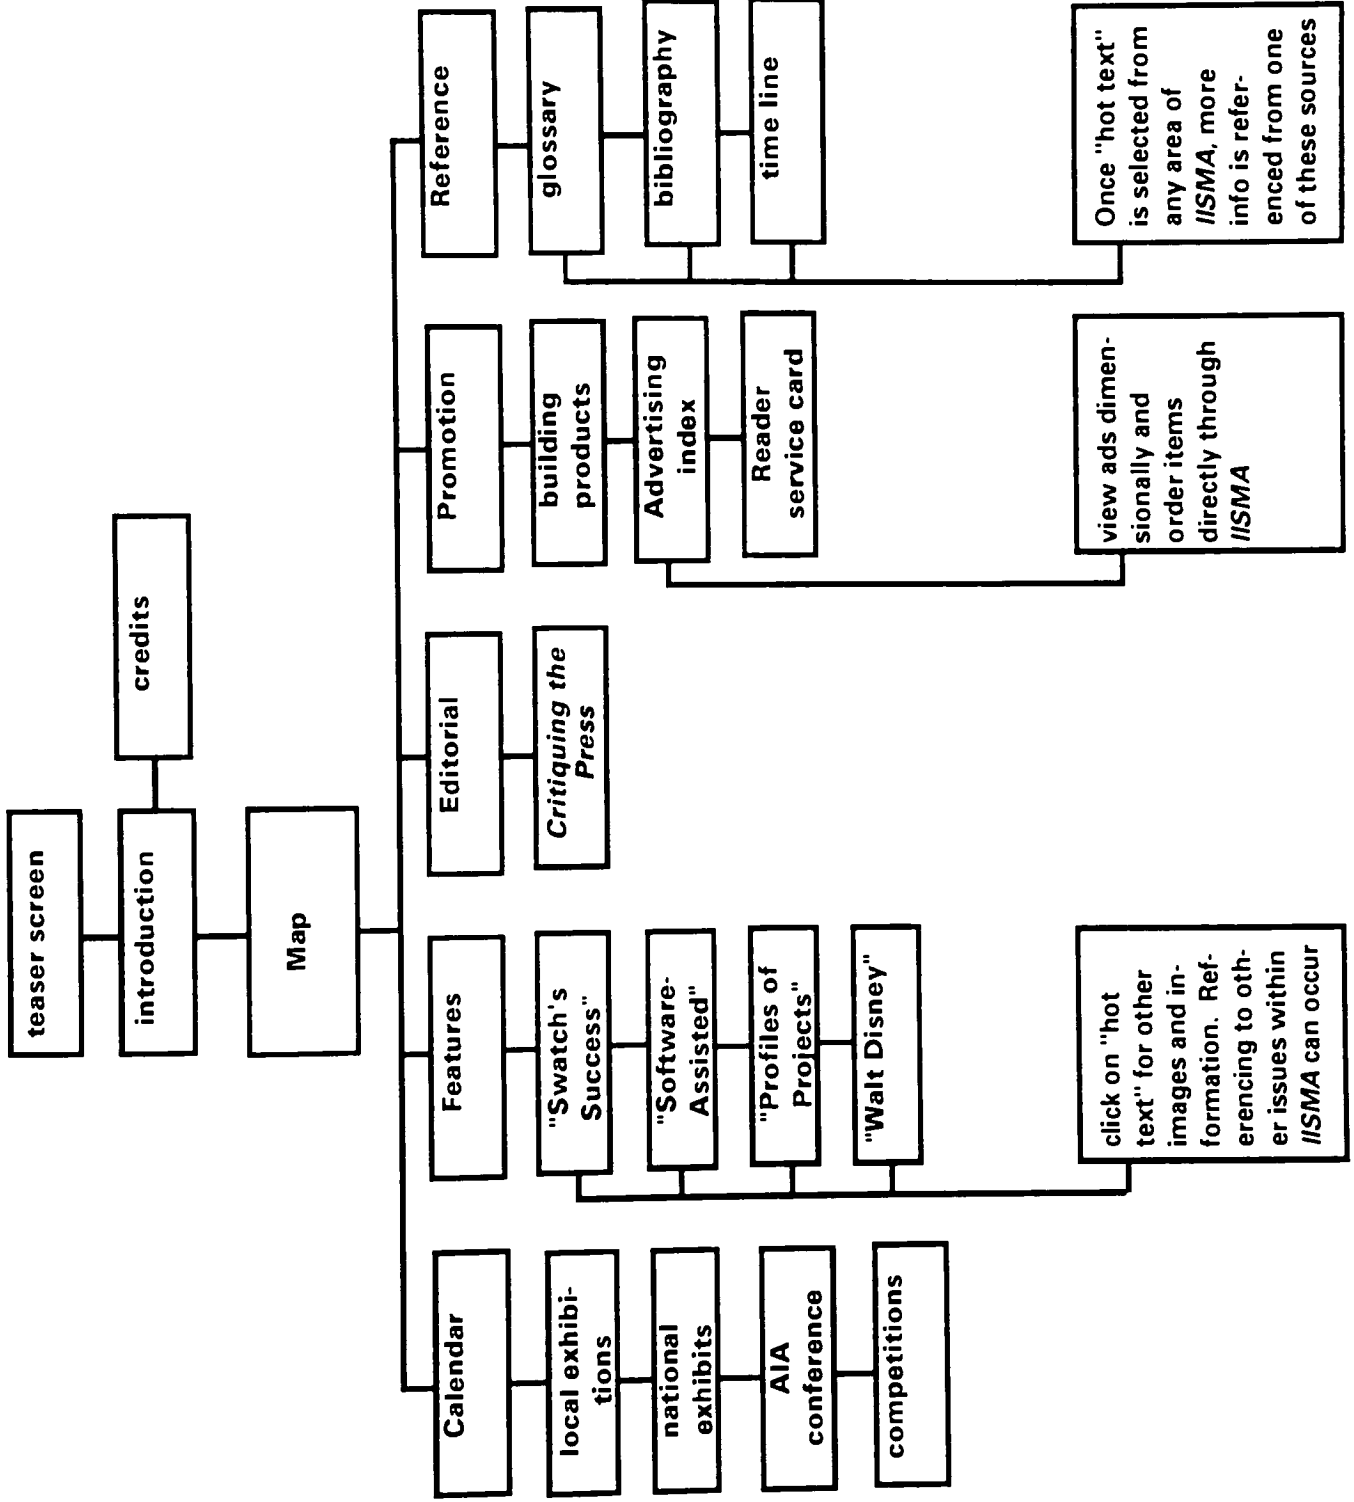 teaser screen
introduction
credits
Map
Calendar
local exhibi-
tions
national
exhibits
AIA
conference
competitions
Features
"Swatch's
Success"
"Software-
Assisted"
"Profiles of
Projects"
"Walt Disney"
click on "hot
text" for other
images and in-
formation. Ref-
erencing to oth-
er issues within
IISMA can occur
Editorial
Critiquing the
Press
Promotion
building
products
Advertising
index
Reader
service card
view ads dimen-
sionally and
order items
directly through
IISMA
Reference
glossary
bibliography
time line
Once "hot text"
is selected from
any area of
IISMA, more
info is refer-
enced from one
of these sources